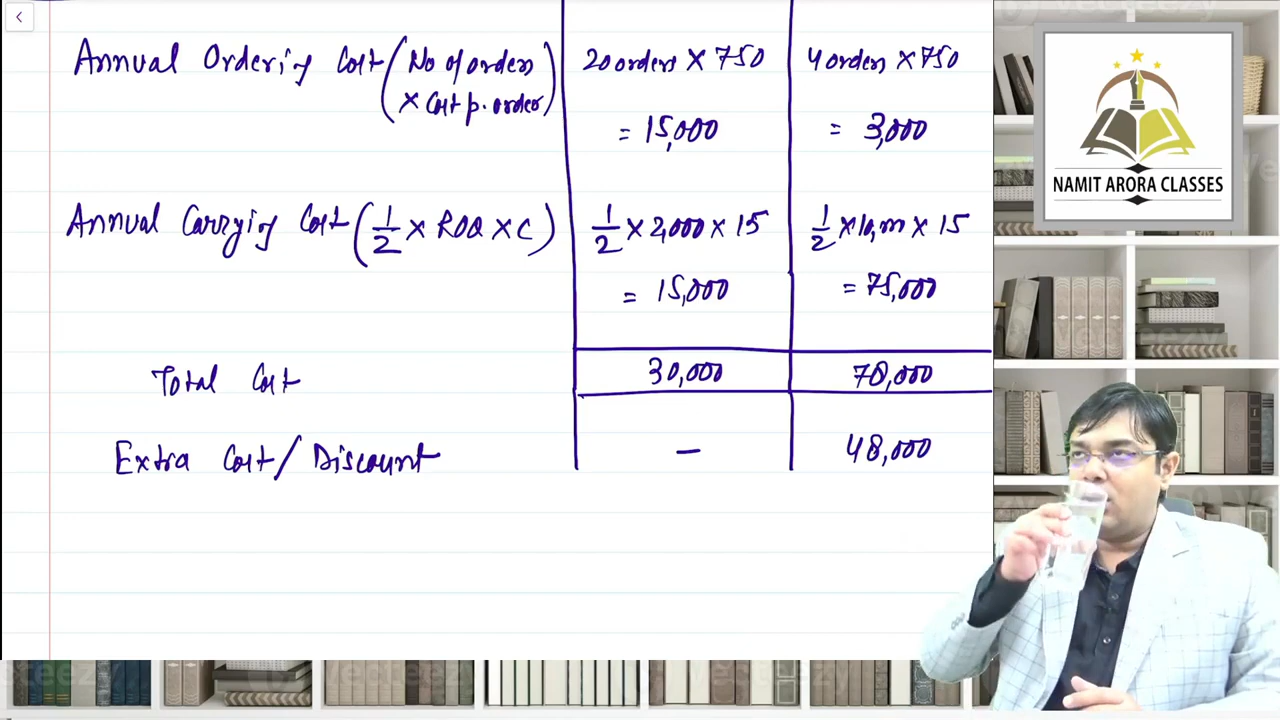 Annual Ordering Cost (No of orders 20 orders × 750 4 orders × 750
× Cost p. order)
= 15,000 = 3,000
Annual Carrying Cost (1/2 × ROQ × C) 1/2 × 2,000 × 15 1/2 × 10,000 × 15
= 15,000 = 75,000
Total Cost 30,000 78,000
Extra Cost/Discount — 48,000
NAMIT ARORA CLASSES
vecteezy